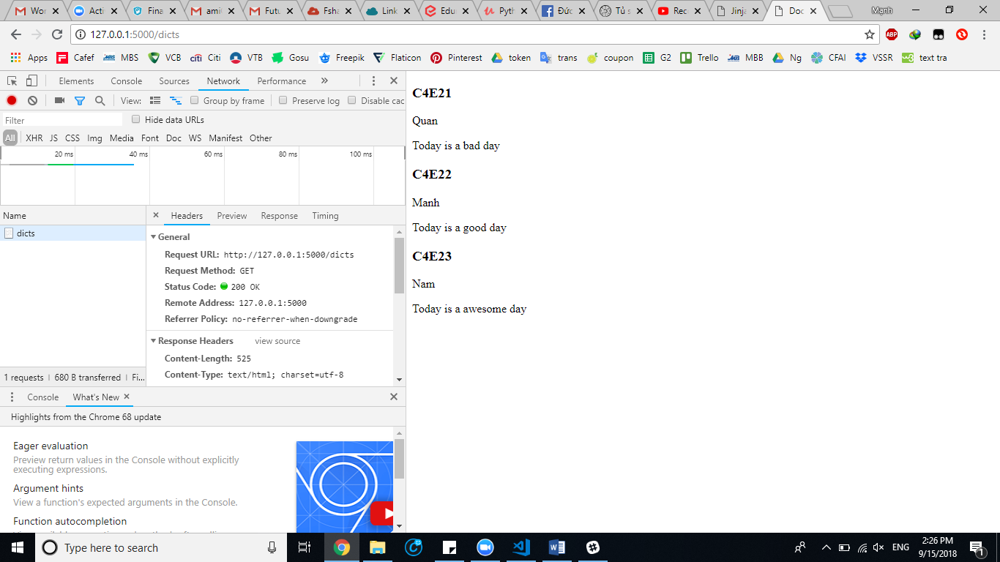 Wor
Acti
Fina
Futu
Fsha
Link
Edu
Pyth
Đức
Tủ s
Rec
Jinja
Doc
Mạnh
127.0.0.1:5000/dicts
ABP
Apps
Cafef
MBS
VCB
citi Citi
VTB
Gosu
Freepik
Flaticon
Pinterest
token
trans
coupon
G2
Trello
MBB
Ng
CFAI
VSSR
text tra
Elements
Console
Sources
Network
Performance
»
View:
Group by frame
Preserve log
Disable cac
Filter
Hide data URLs
All
XHR
JS
CSS
Img
Media
Font
Doc
WS
Manifest
Other
20 ms
40 ms
60 ms
80 ms
100 ms
Name
dicts
1 requests
680 B transferred
Fi...
Headers
Preview
Response
Timing
General
Request URL: http://127.0.0.1:5000/dicts
Request Method: GET
Status Code: 200 OK
Remote Address: 127.0.0.1:5000
Referrer Policy: no-referrer-when-downgrade
Response Headers
view source
Content-Length: 525
Content-Type: text/html; charset=utf-8
Console
What's New
Highlights from the Chrome 68 update
Eager evaluation
Preview return values in the Console without explicitly
executing expressions.
Argument hints
View a function's expected arguments in the Console.
Function autocompletion
C4E21
Quan
Today is a bad day
C4E22
Manh
Today is a good day
C4E23
Nam
Today is a awesome day
Type here to search
ENG
2:26 PM
9/15/2018
1